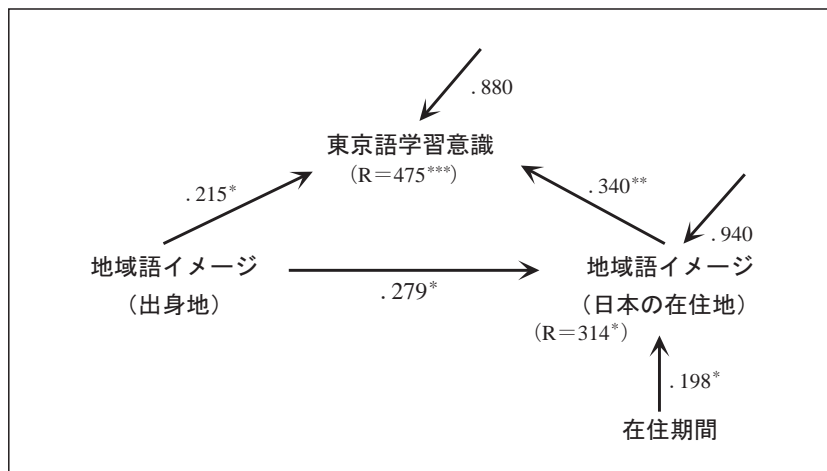 .880
東京語学習意識
（R＝475***）
.215*
.340**
.940
地域語イメージ
（出身地）
.279*
地域語イメージ
（日本の在住地）
（R＝314*）
.198*
在住期間